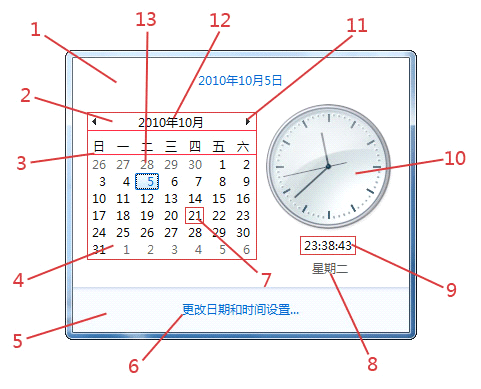 13 12 11
1
2010年10月5日
2
2010年10月
3
日 一 二 三 四 五 六
26 27 28 29 30 1 2
3 4 5 6 7 8 9
10 11 12 13 14 15 16
17 18 19 20 21 22 23
24 25 26 27 28 29 30
31 1 2 3 4 5 6
10
23:38:43
星期二
4
7
9
更改日期和时间设置...
5
6
8